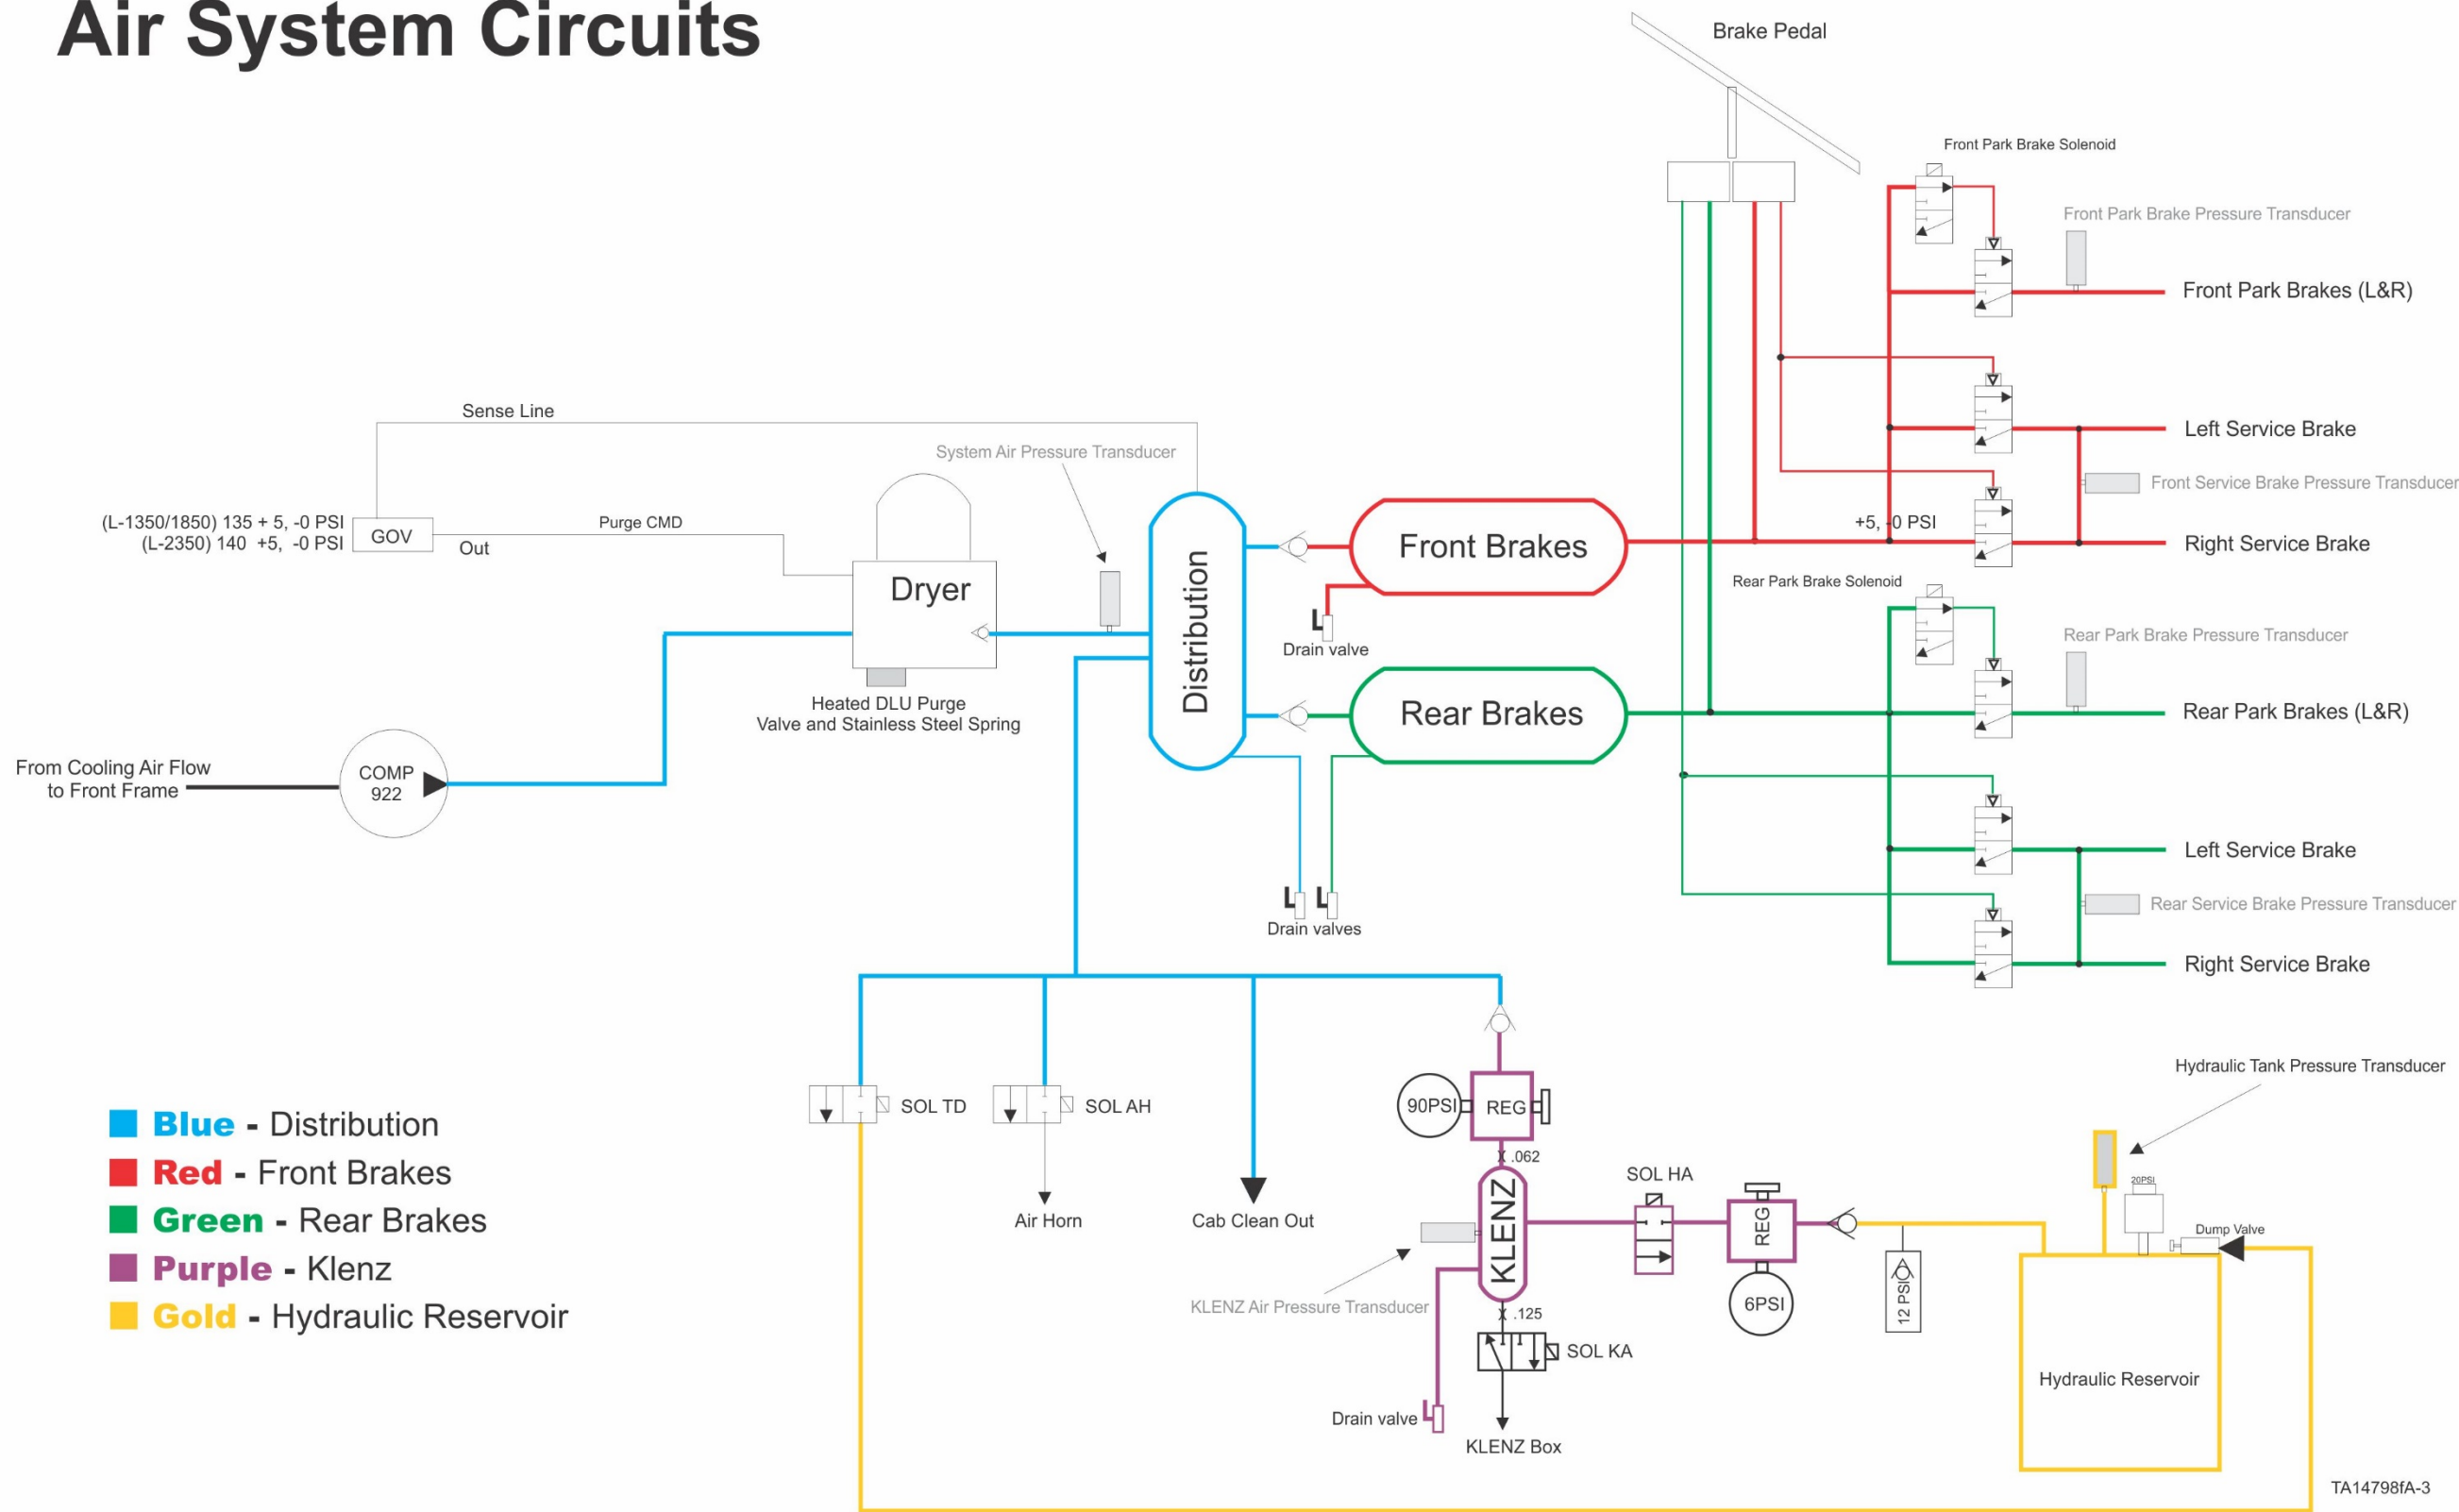 Air System Circuits
Brake Pedal
Front Park Brake Solenoid
Front Park Brake Pressure Transducer
Front Park Brakes (L&R)
Sense Line
System Air Pressure Transducer
Left Service Brake
Front Service Brake Pressure Transducer
(L-1350/1850) 135 + 5, -0 PSI
(L-2350) 140 +5, -0 PSI
GOV
Out
Purge CMD
+5, -0 PSI
Right Service Brake
Dryer
Distribution
Front Brakes
Drain valve
Rear Park Brake Solenoid
Rear Park Brake Pressure Transducer
Heated DLU Purge
Valve and Stainless Steel Spring
Rear Brakes
Rear Park Brakes (L&R)
From Cooling Air Flow
to Front Frame
COMP
922
Left Service Brake
Drain valves
Rear Service Brake Pressure Transducer
Right Service Brake
Blue - Distribution
Red - Front Brakes
Green - Rear Brakes
Purple - Klenz
Gold - Hydraulic Reservoir
SOL TD
SOL AH
Air Horn
Cab Clean Out
90PSI
REG
X .062
KLENZ
KLENZ Air Pressure Transducer
X .125
SOL KA
Drain valve
KLENZ Box
SOL HA
REG
6PSI
12 PSI
Hydraulic Tank Pressure Transducer
20PSI
Dump Valve
Hydraulic Reservoir
TA14798fA-3